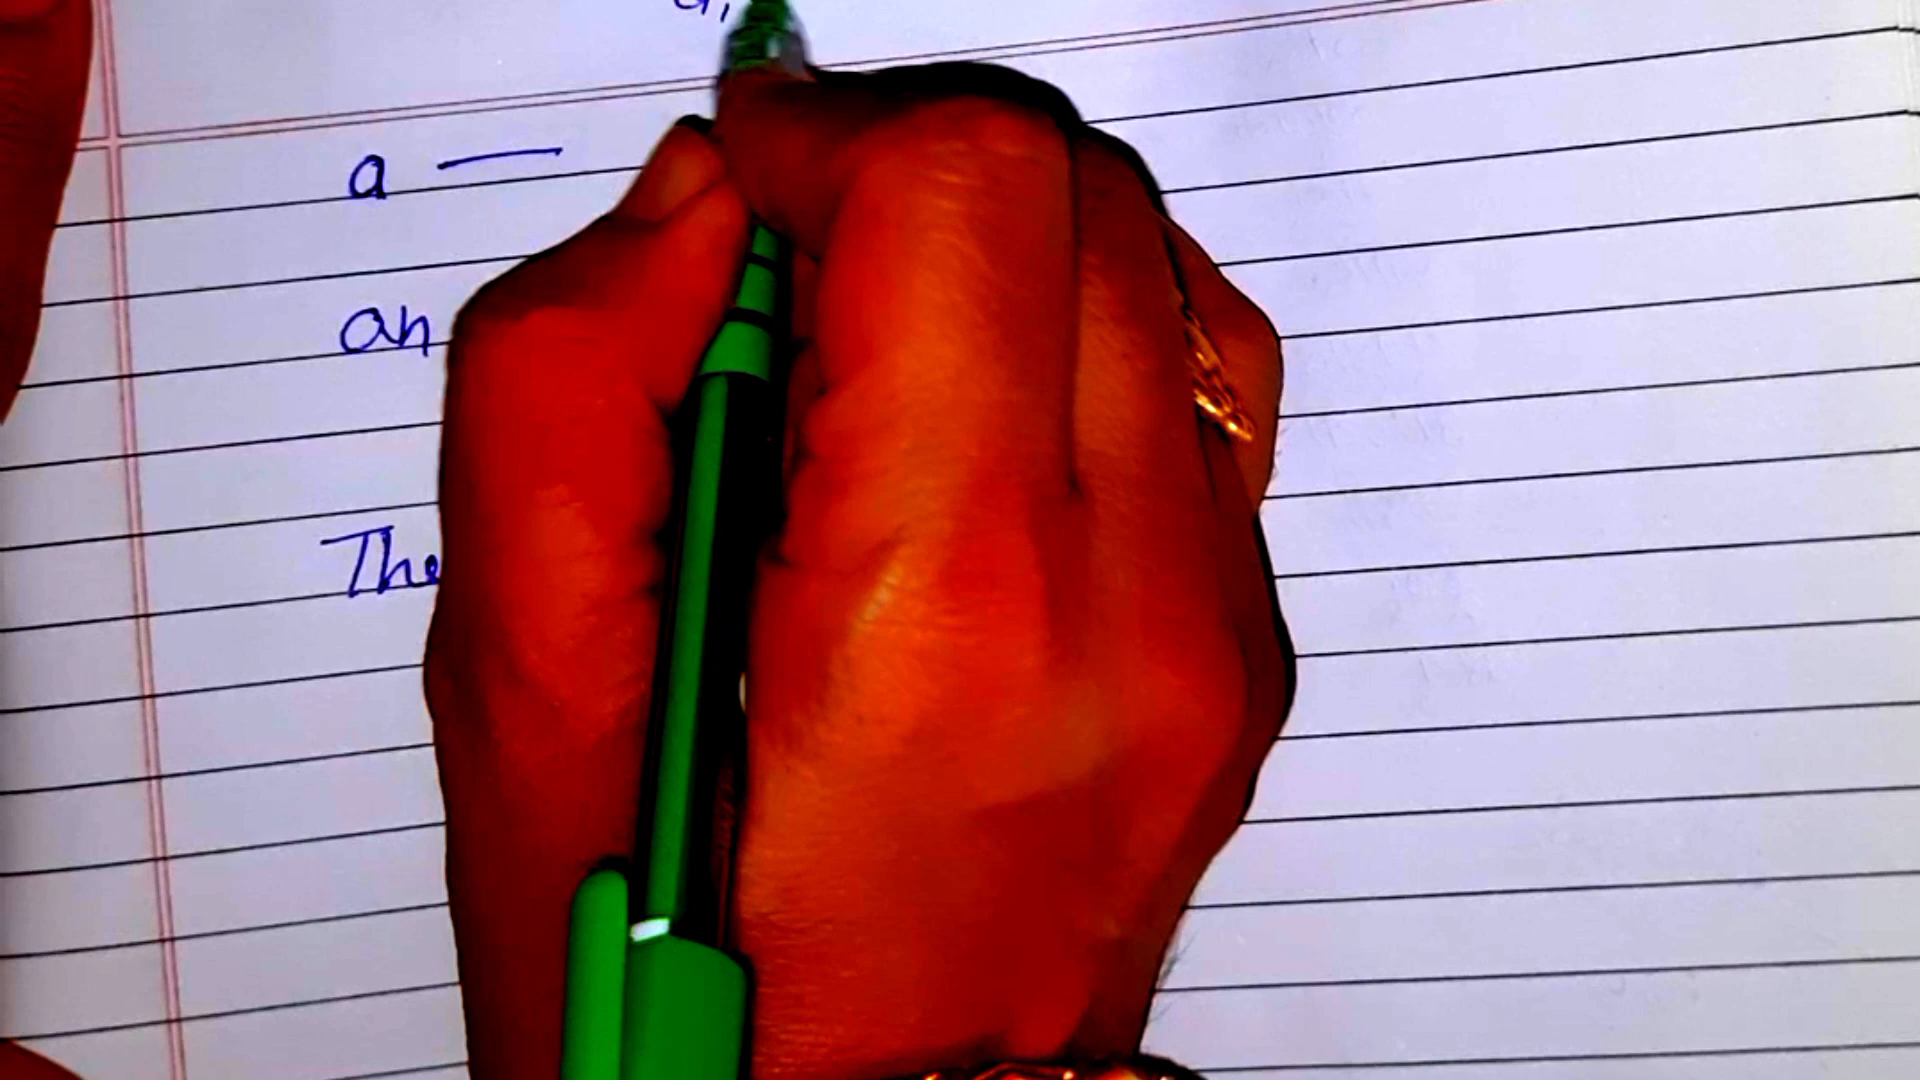 a —
an
The